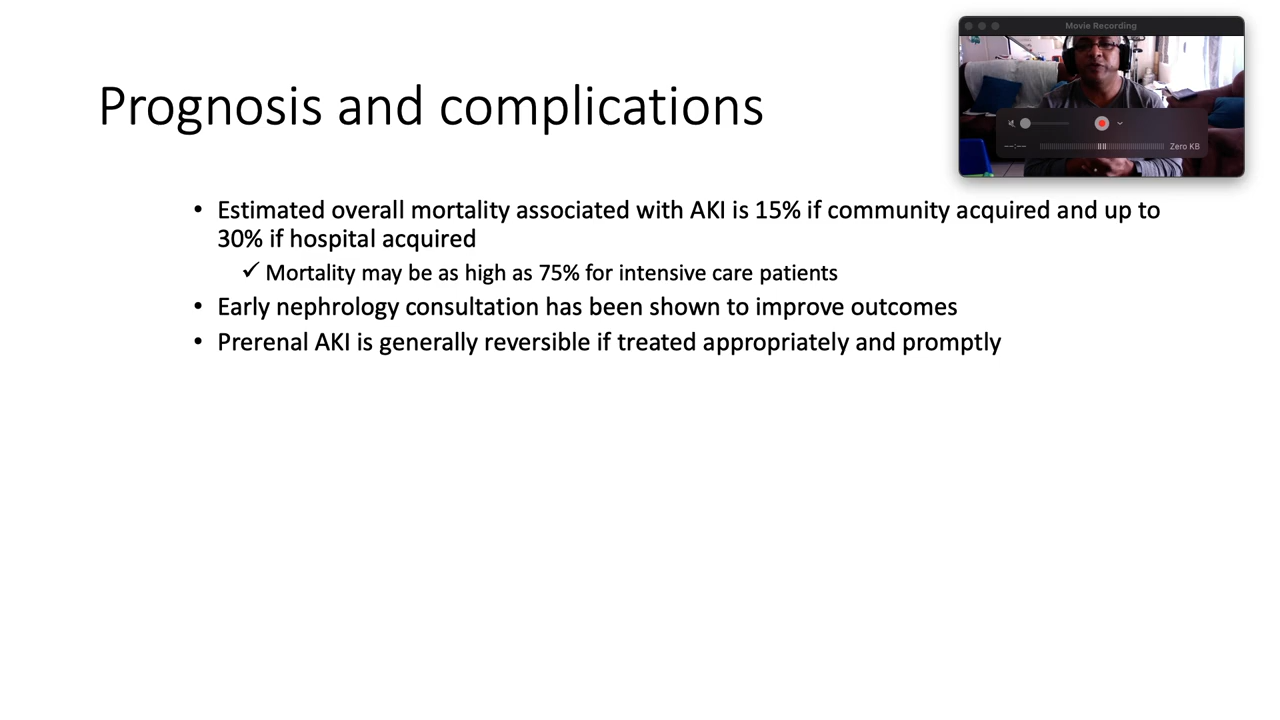 Movie Recording
Prognosis and complications
--:--
Zero KB
• Estimated overall mortality associated with AKI is 15% if community acquired and up to
30% if hospital acquired
✓ Mortality may be as high as 75% for intensive care patients
• Early nephrology consultation has been shown to improve outcomes
• Prerenal AKI is generally reversible if treated appropriately and promptly